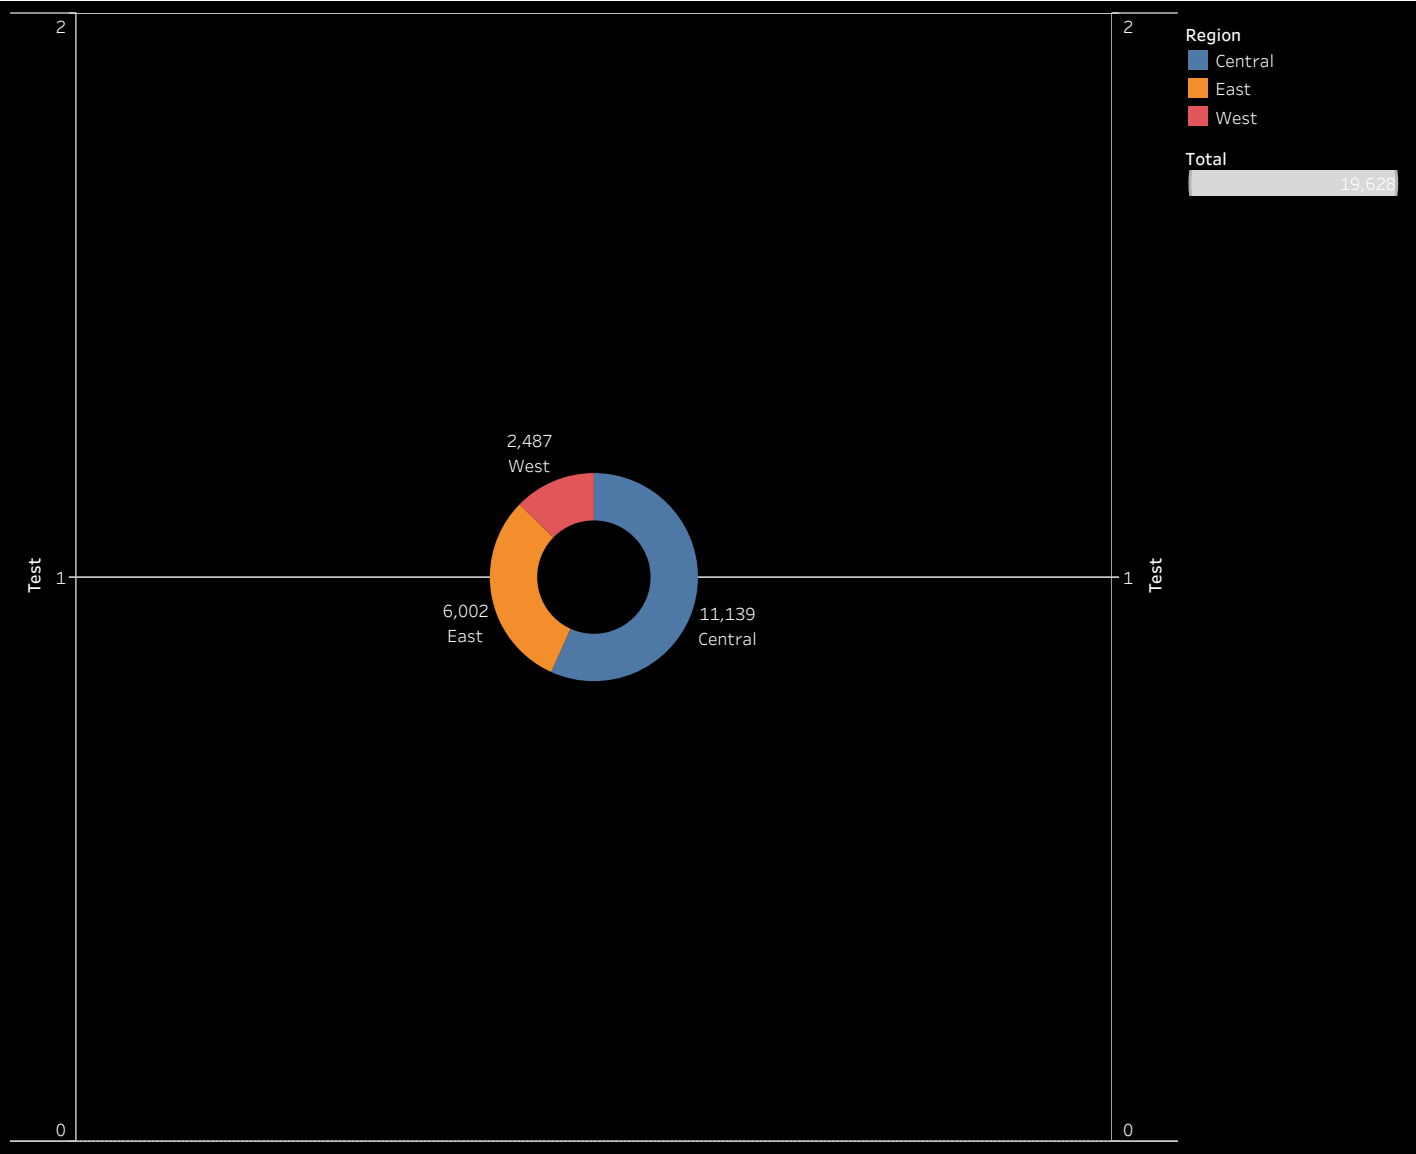 2
2
Region
Central
East
West
Total
19,628
2,487
West
Test
1
1
Test
6,002
East
11,139
Central
0
0